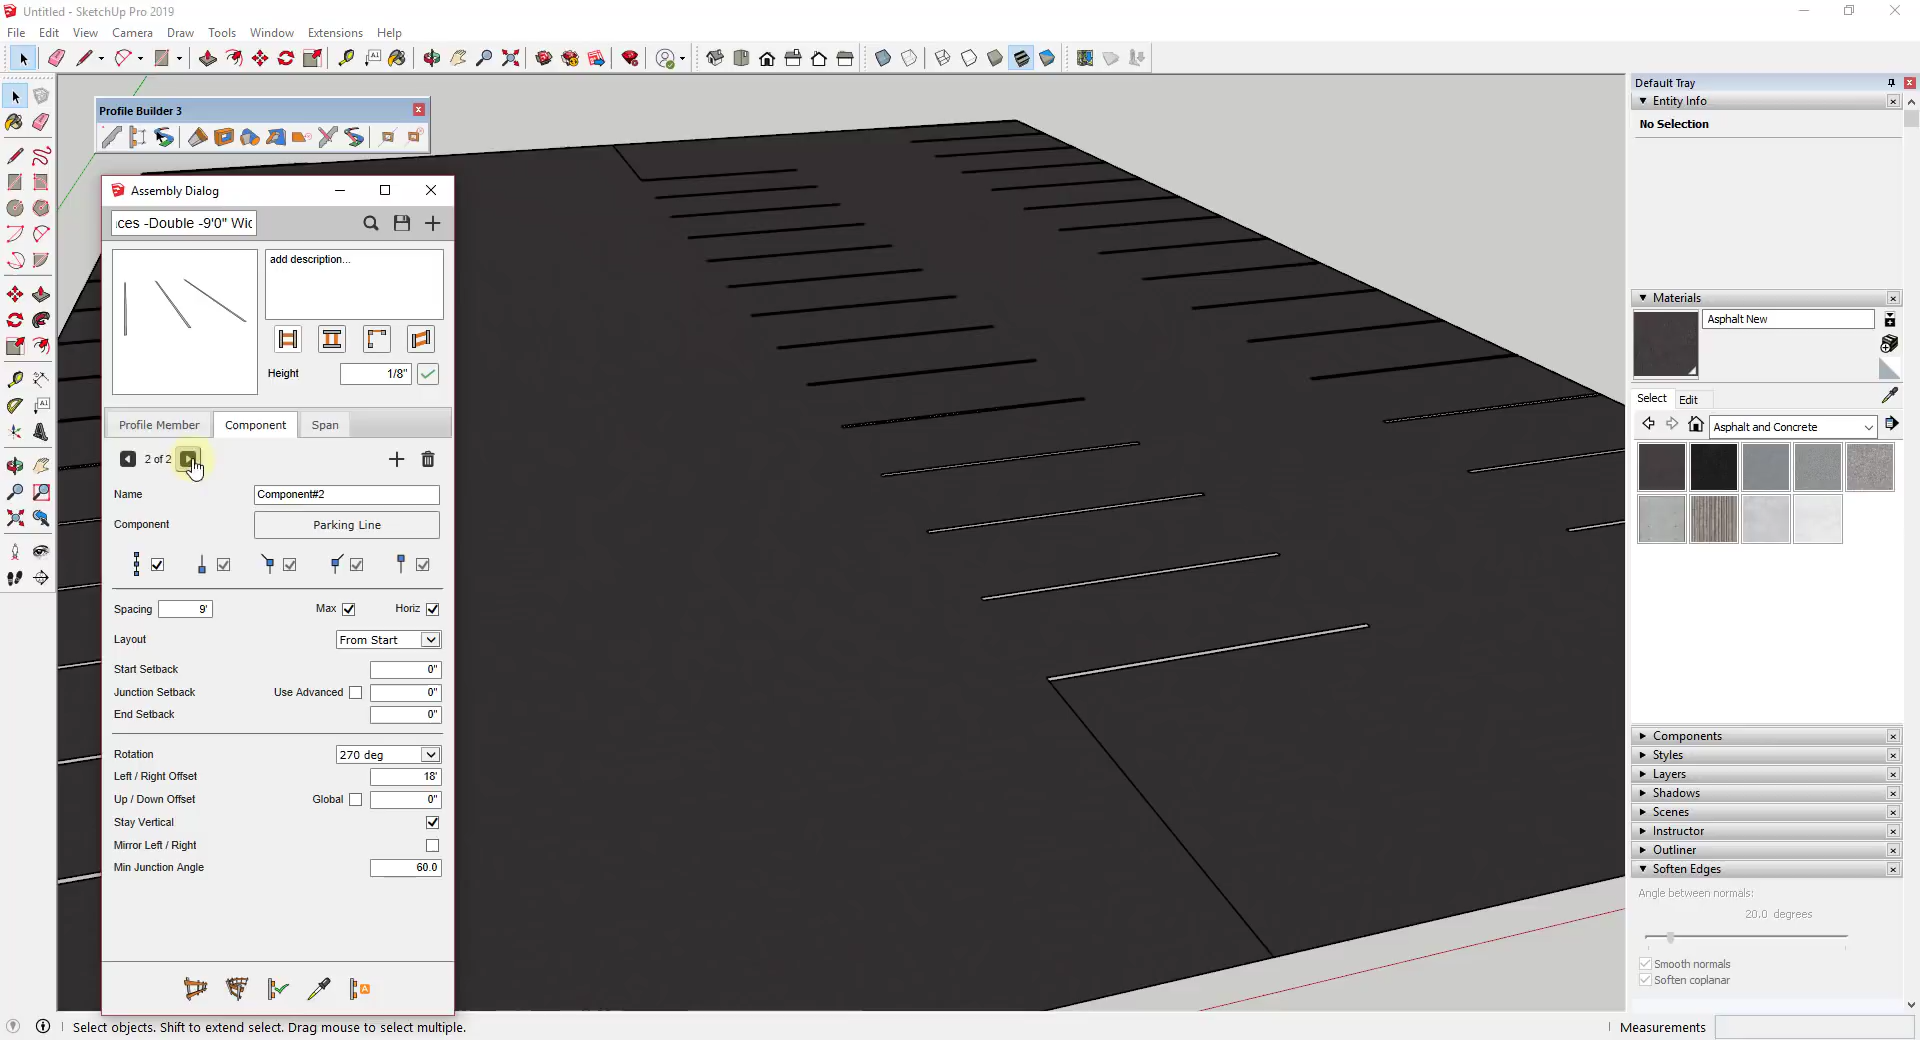 Untitled - SketchUp Pro 2019
File Edit View Camera Draw Tools Window Extensions Help
Profile Builder 3
Assembly Dialog
ces -Double -9'0" Wid
add description...
Height 1/8"
Profile Member Component Span
2 of 2
Name Component#2
Component Parking Line
Spacing 9' Max Horiz
Layout From Start
Start Setback 0"
Junction Setback Use Advanced 0"
End Setback 0"
Rotation 270 deg
Left / Right Offset 18'
Up / Down Offset Global 0"
Stay Vertical
Mirror Left / Right
Min Junction Angle 60.0
Default Tray
Entity Info
No Selection
Materials
Asphalt New
Select Edit
Asphalt and Concrete
Components
Styles
Layers
Shadows
Scenes
Instructor
Outliner
Soften Edges
Angle between normals:
20.0 degrees
Smooth normals
Soften coplanar
Select objects. Shift to extend select. Drag mouse to select multiple.
Measurements